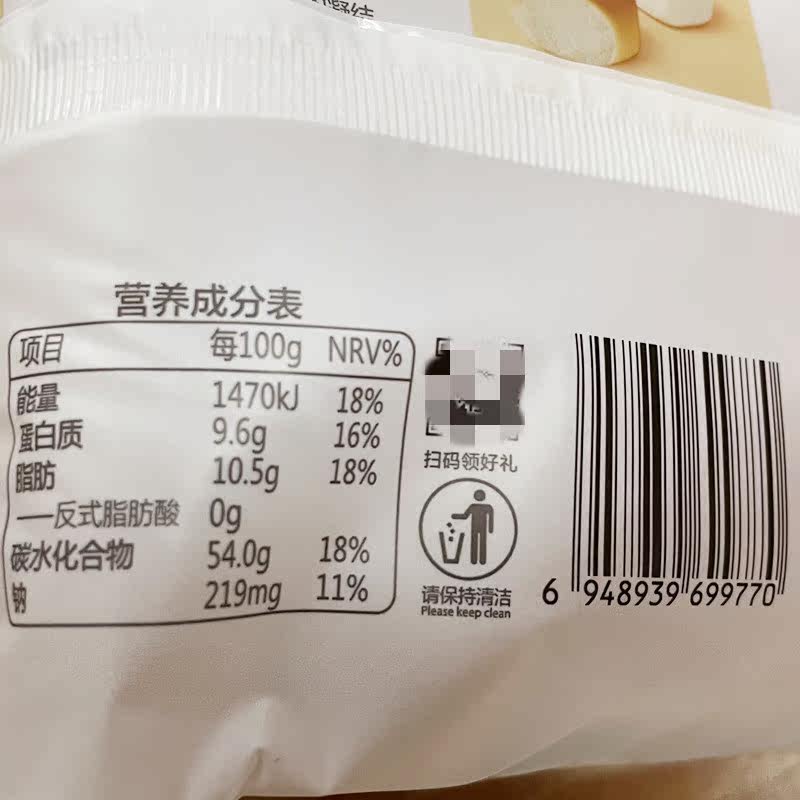 凝结
营养成分表
项目 每100g NRV%
能量 1470kJ 18%
蛋白质 9.6g 16%
脂肪 10.5g 18%
—反式脂肪酸 0g
碳水化合物 54.0g 18%
钠 219mg 11%
扫码领好礼
请保持清洁
Please keep clean
6 948939 699770